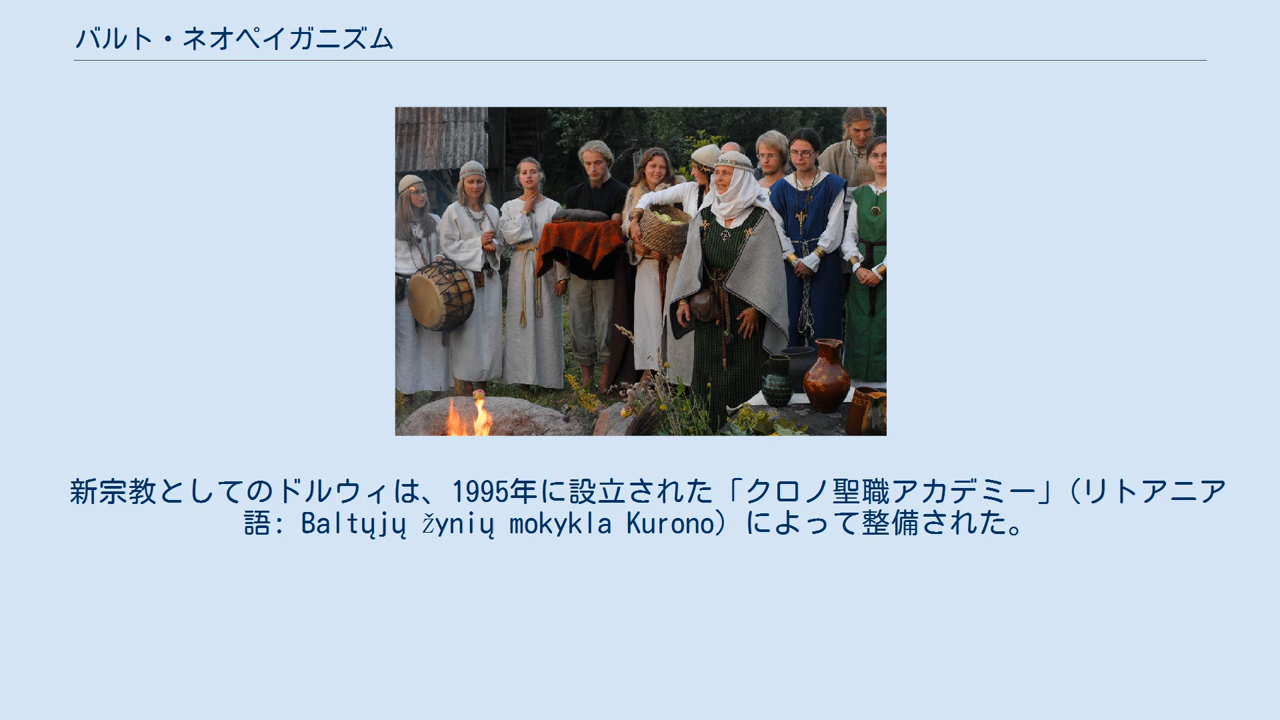 バルト・ネオペイガニズム
新宗教としてのドルウィは、1995年に設立された「クロノ聖職アカデミー」(リトアニア
語: Baltųjų žynių mokykla Kurono) によって整備された。